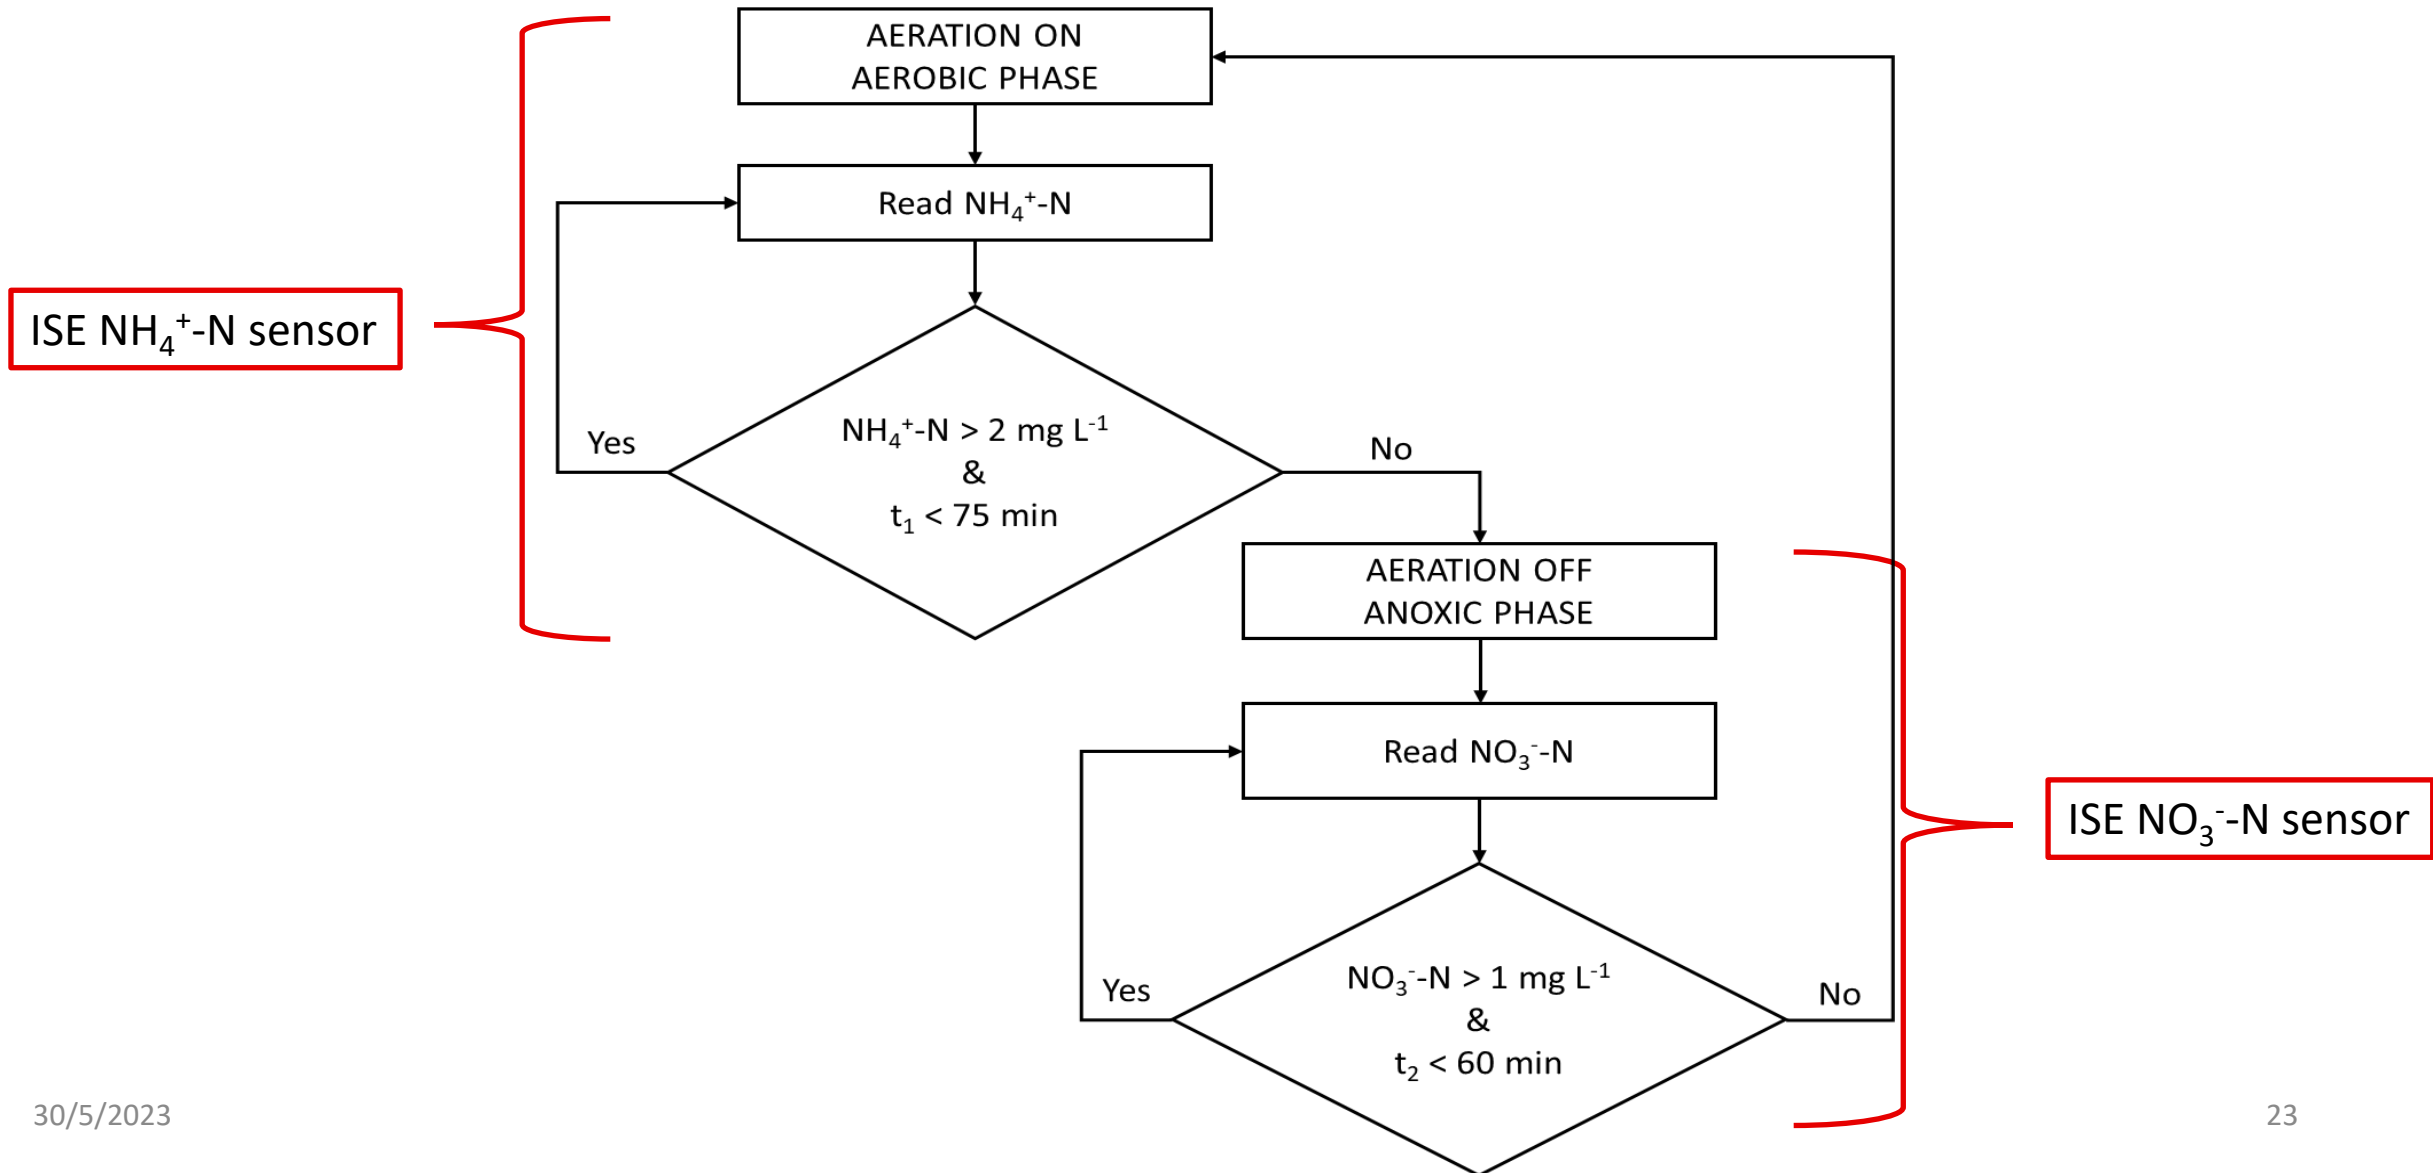 AERATION ON
AEROBIC PHASE
Read NH₄⁺-N
ISE NH₄⁺-N sensor
NH₄⁺-N > 2 mg L⁻¹
&
t₁ < 75 min
Yes
No
AERATION OFF
ANOXIC PHASE
Read NO₃⁻-N
ISE NO₃⁻-N sensor
NO₃⁻-N > 1 mg L⁻¹
&
t₂ < 60 min
Yes
No
30/5/2023
23